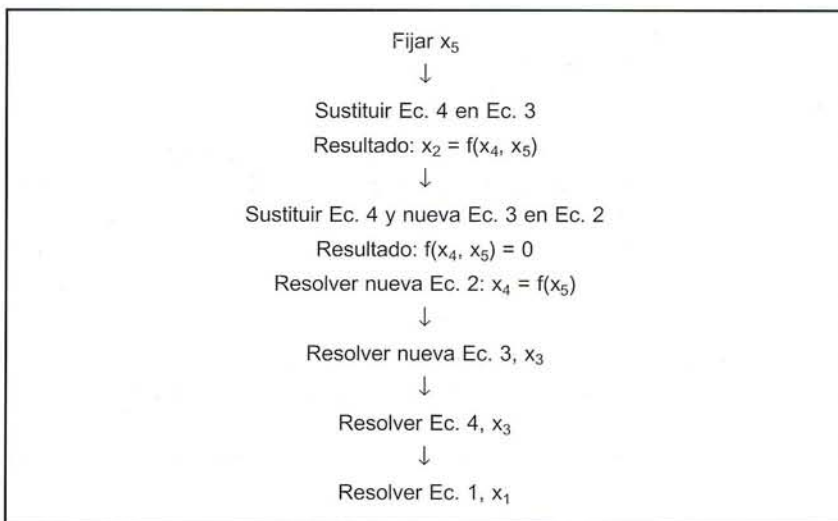 Fijar x₅
↓
Sustituir Ec. 4 en Ec. 3
Resultado: x₂ = f(x₄, x₅)
↓
Sustituir Ec. 4 y nueva Ec. 3 en Ec. 2
Resultado: f(x₄, x₅) = 0
Resolver nueva Ec. 2: x₄ = f(x₅)
↓
Resolver nueva Ec. 3, x₃
↓
Resolver Ec. 4, x₃
↓
Resolver Ec. 1, x₁